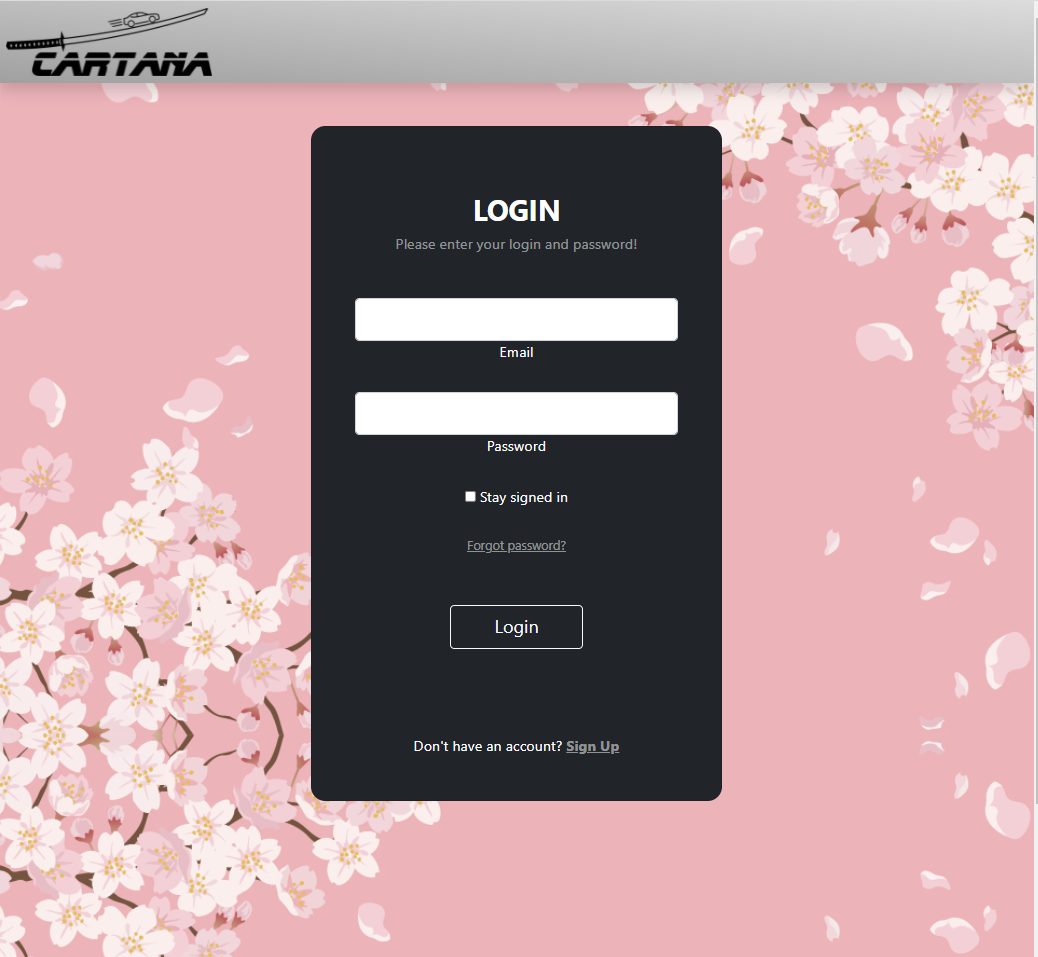 CARTANA
LOGIN
Please enter your login and password!
Email
Password
Stay signed in
Forgot password?
Login
Don't have an account? Sign Up